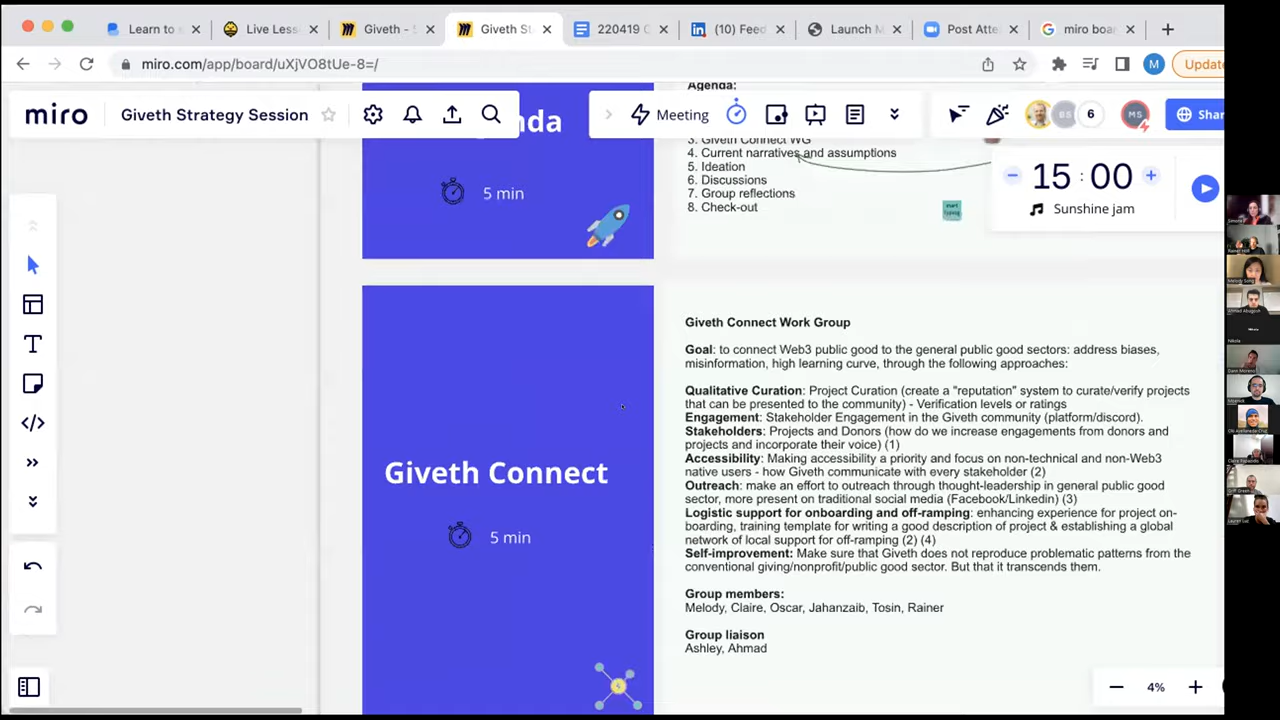 Learn to
Live Less
Giveth -
Giveth St
220419
(10) Feed
Launch M
Post Atte
miro boar
miro.com/app/board/uXjVO8tUe-8=/
M
Update
miro
Giveth Strategy Session
Meeting
6
MS
Shar
nda
5 min
Agenda:
3. Giveth Connect WG
4. Current narratives and assumptions
5. Ideation
6. Discussions
7. Group reflections
8. Check-out
15 : 00
Sunshine jam
Giveth Connect
5 min
Giveth Connect Work Group
Goal: to connect Web3 public good to the general public good sectors: address biases,
misinformation, high learning curve, through the following approaches:
Qualitative Curation: Project Curation (create a "reputation" system to curate/verify projects
that can be presented to the community) - Verification levels or ratings
Engagement: Stakeholder Engagement in the Giveth community (platform/discord).
Stakeholders: Projects and Donors (how do we increase engagements from donors and
projects and incorporate their voice) (1)
Accessibility: Making accessibility a priority and focus on non-technical and non-Web3
native users - how Giveth communicate with every stakeholder (2)
Outreach: make an effort to outreach through thought-leadership in general public good
sector, more present on traditional social media (Facebook/Linkedin) (3)
Logistic support for onboarding and off-ramping: enhancing experience for project on-
boarding, training template for writing a good description of project & establishing a global
network of local support for off-ramping (2) (4)
Self-improvement: Make sure that Giveth does not reproduce problematic patterns from the
conventional giving/nonprofit/public good sector. But that it transcends them.
Group members:
Melody, Claire, Oscar, Jahanzaib, Tosin, Rainer
Group liaison
Ashley, Ahmad
4%